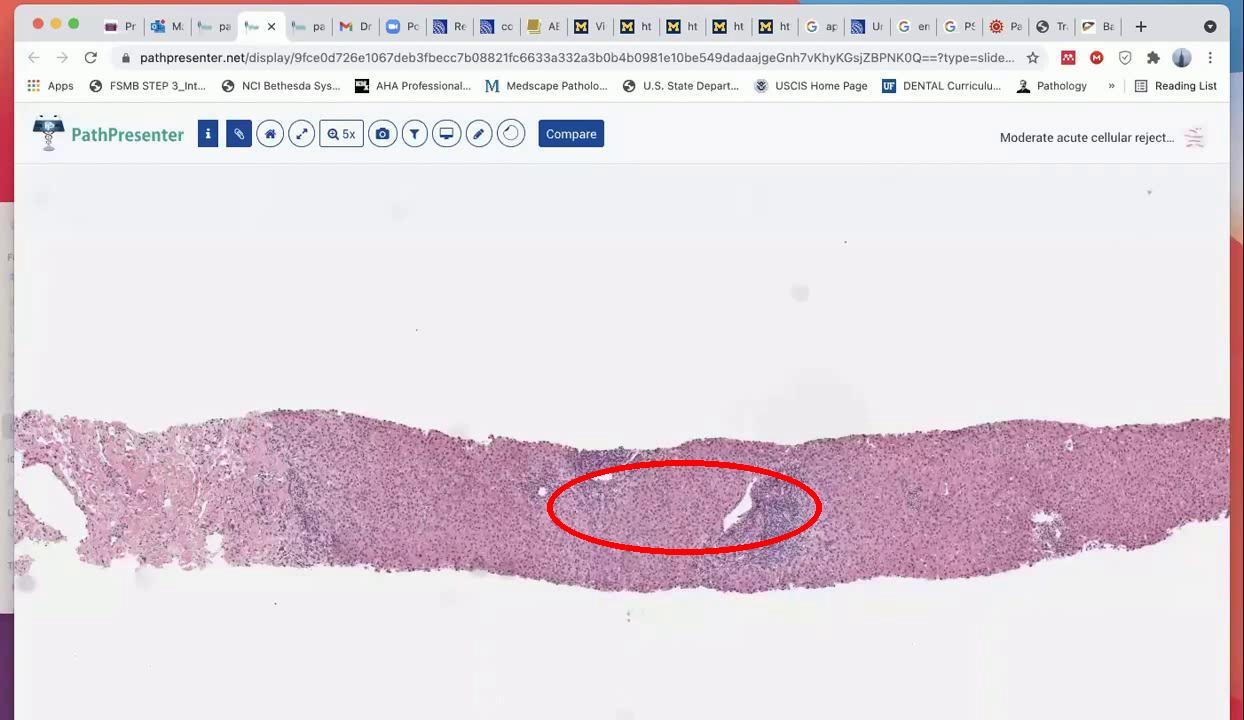 Pr M: pa pa Dr Pc Re cc AE Vi ht ht ht ht ap Ur en PS Pa Tr Ba
pathpresenter.net/display/9fce0d726e1067deb3fbecc7b08821fc6633a332a3b0b4b0981e10be549dadaajgeGnh7vKhyKGsjZBPNK0Q==?type=slide...
Apps FSMB STEP 3_Int... NCI Bethesda Sys... AHA Professional... Medscape Patholo... U.S. State Depart... USCIS Home Page UF DENTAL Curriculu... Pathology » Reading List
PathPresenter 5x Compare Moderate acute cellular reject...